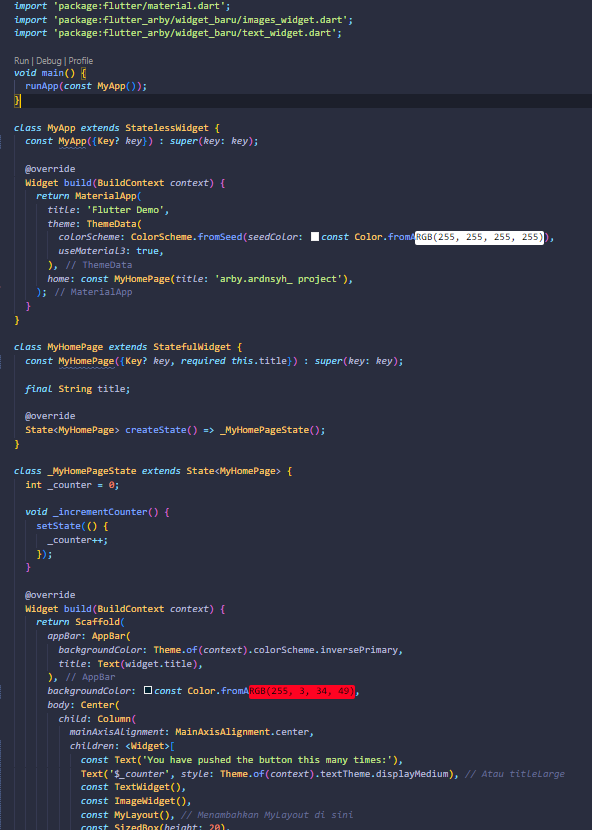 import 'package:flutter/material.dart';
import 'package:flutter_arby/widget_baru/images_widget.dart';
import 'package:flutter_arby/widget_baru/text_widget.dart';
Run | Debug | Profile
void main() {
  runApp(const MyApp());
}
class MyApp extends StatelessWidget {
  const MyApp({Key? key}) : super(key: key);
  @override
  Widget build(BuildContext context) {
    return MaterialApp(
      title: 'Flutter Demo',
      theme: ThemeData(
        colorScheme: ColorScheme.fromSeed(seedColor: const Color.fromARGB(255, 255, 255, 255)),
        useMaterial3: true,
      ), // ThemeData
      home: const MyHomePage(title: 'arby.ardnsyh_ project'),
    ); // MaterialApp
  }
}
class MyHomePage extends StatefulWidget {
  const MyHomePage({Key? key, required this.title}) : super(key: key);
  final String title;
  @override
  State<MyHomePage> createState() => _MyHomePageState();
}
class _MyHomePageState extends State<MyHomePage> {
  int _counter = 0;
  void _incrementCounter() {
    setState(() {
      _counter++;
    });
  }
  @override
  Widget build(BuildContext context) {
    return Scaffold(
      appBar: AppBar(
        backgroundColor: Theme.of(context).colorScheme.inversePrimary,
        title: Text(widget.title),
      ), // AppBar
      backgroundColor: const Color.fromARGB(255, 3, 34, 49),
      body: Center(
        child: Column(
          mainAxisAlignment: MainAxisAlignment.center,
          children: <Widget>[
            const Text('You have pushed the button this many times:'),
            Text('$_counter', style: Theme.of(context).textTheme.displayMedium), // Atau titleLarge
            const TextWidget(),
            const ImageWidget(),
            const MyLayout(), // Menambahkan MyLayout di sini
            const SizedBox(height: 20),